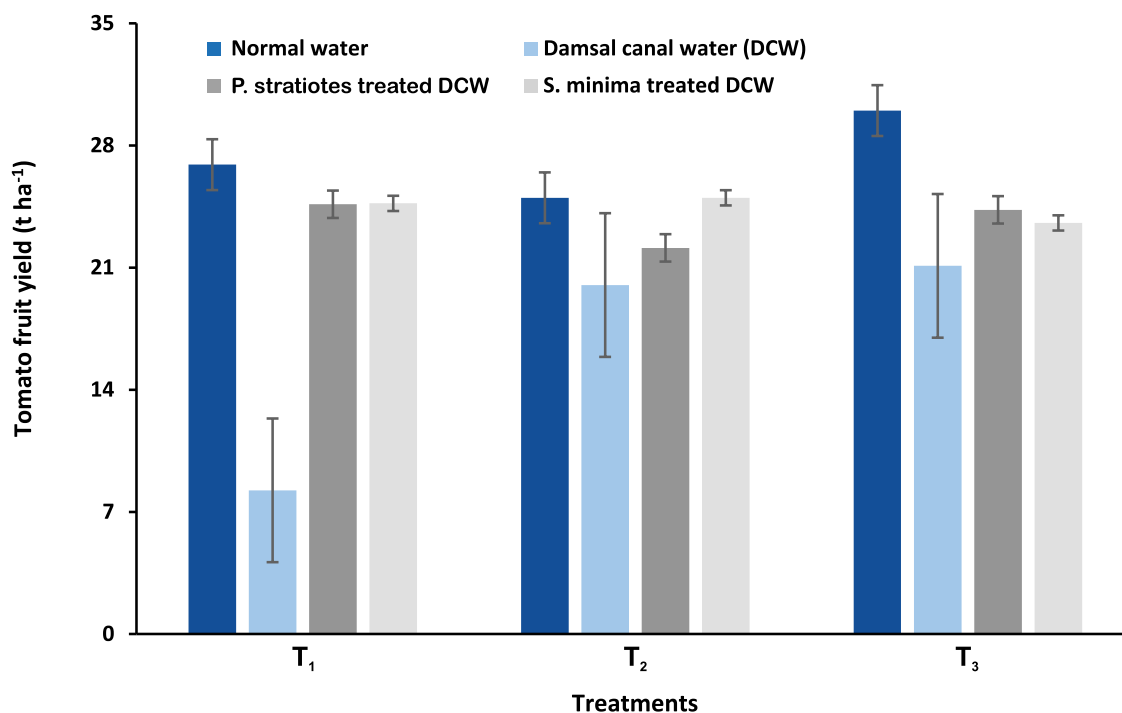 35
28
21
14
7
0
Tomato fruit yield (t ha⁻¹)
Normal water
Damsal canal water (DCW)
P. stratiotes treated DCW
S. minima treated DCW
T₁
T₂
T₃
Treatments